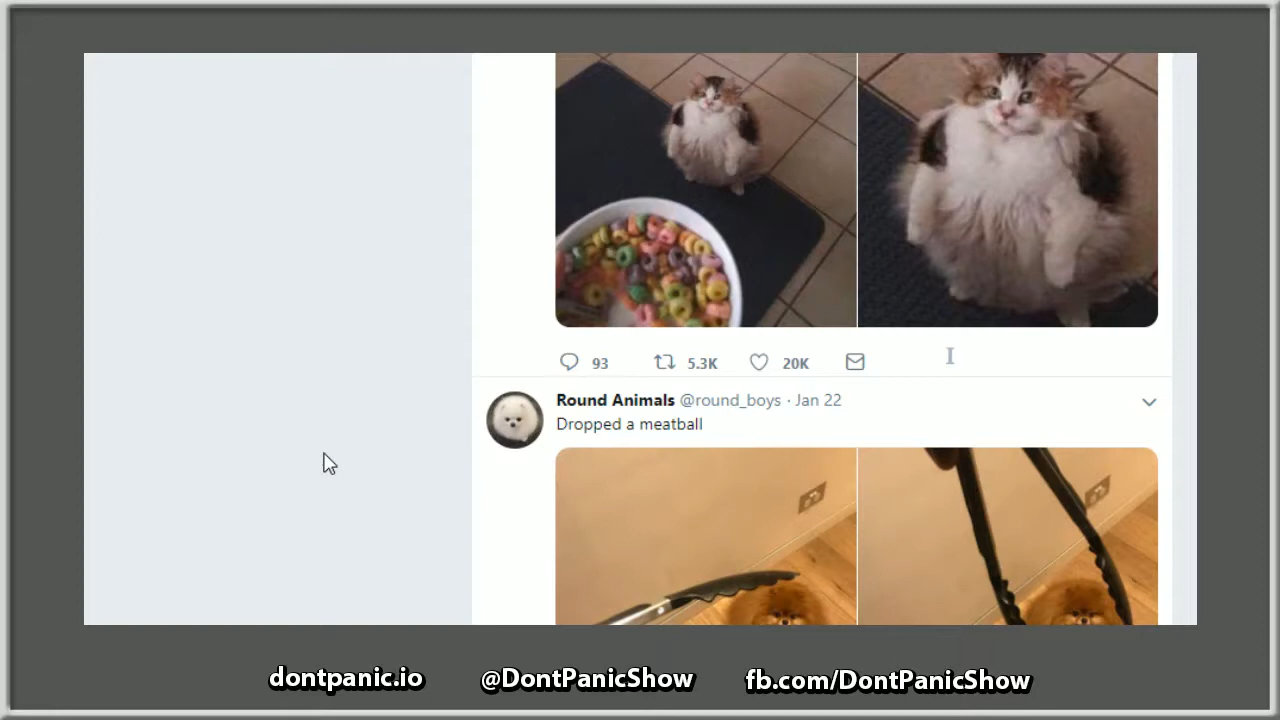 93 5.3K 20K
Round Animals @round_boys · Jan 22
Dropped a meatball
dontpanic.io @DontPanicShow fb.com/DontPanicShow